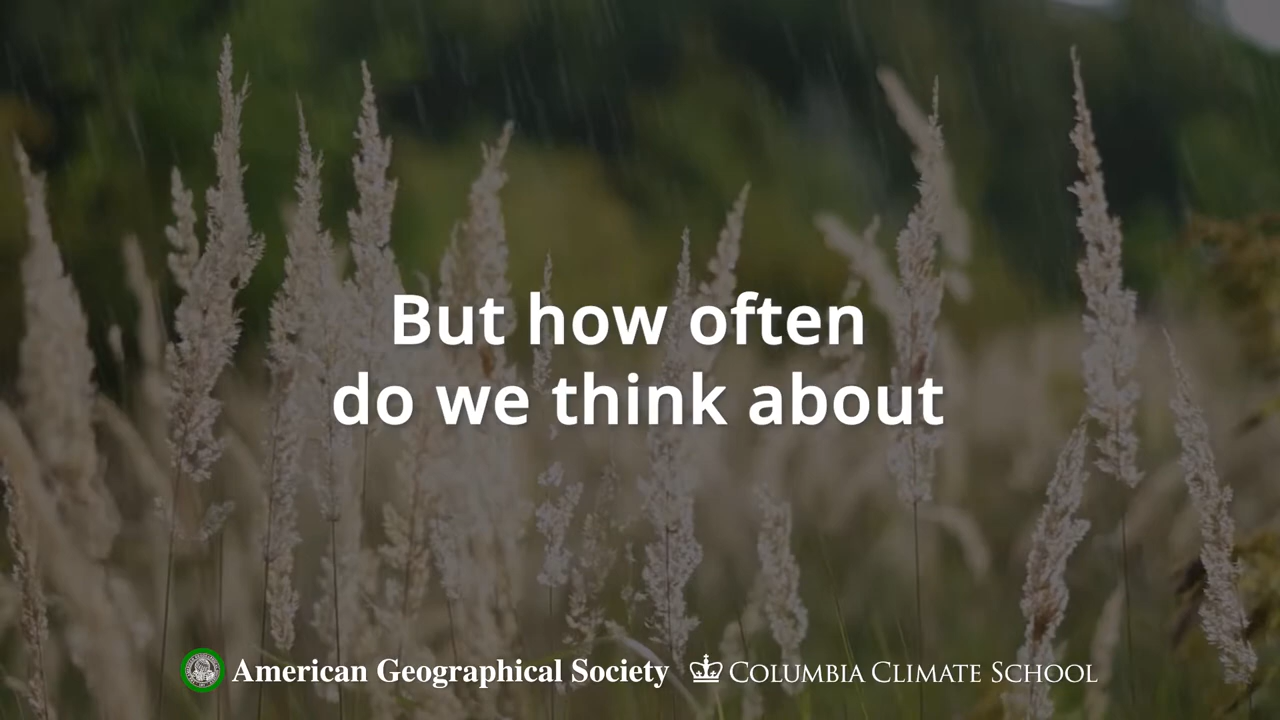 But how often
do we think about
American Geographical Society COLUMBIA CLIMATE SCHOOL